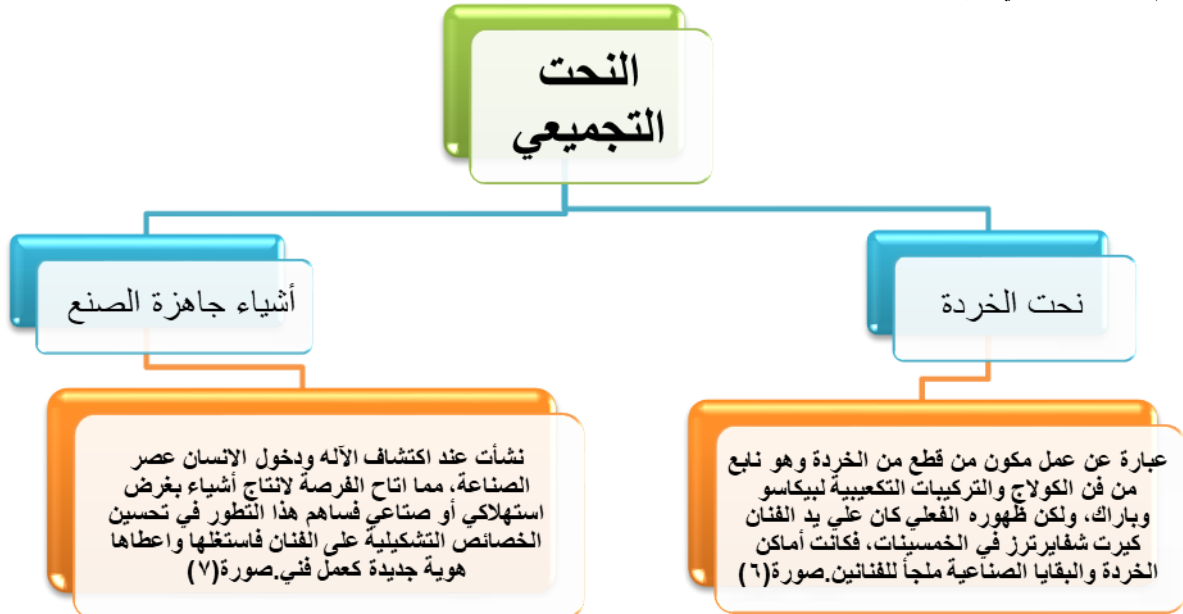 النحت
التجميعي
نحت الخردة
أشياء جاهزة الصنع
عبارة عن عمل مكون من قطع من الخردة وهو نابع
من فن الكولاج والتركيبات التكعيبية لبيكاسو
وباراك، ولكن ظهوره الفعلي كان علي يد الفنان
كيرت شفايرترز في الخمسينات، فكانت أماكن
الخردة والبقايا الصناعية ملجأ للفنانين.صورة(٦)
نشأت عند اكتشاف الآله ودخول الانسان عصر
الصناعة، مما اتاح الفرصة لانتاج أشياء بغرض
استهلاكي أو صناعي فساهم هذا التطور في تحسين
الخصائص التشكيلية على الفنان فاستغلها واعطاها
هوية جديدة كعمل فني.صورة(٧)